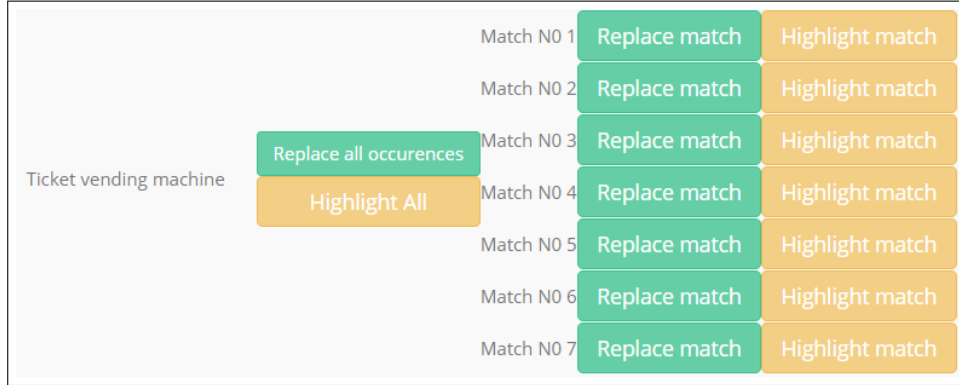 Match N0 1 Replace match Highlight match
Match N0 2 Replace match Highlight match
Match N0 3 Replace match Highlight match
Replace all occurences
Ticket vending machine
Highlight All
Match N0 4 Replace match Highlight match
Match N0 5 Replace match Highlight match
Match N0 6 Replace match Highlight match
Match N0 7 Replace match Highlight match